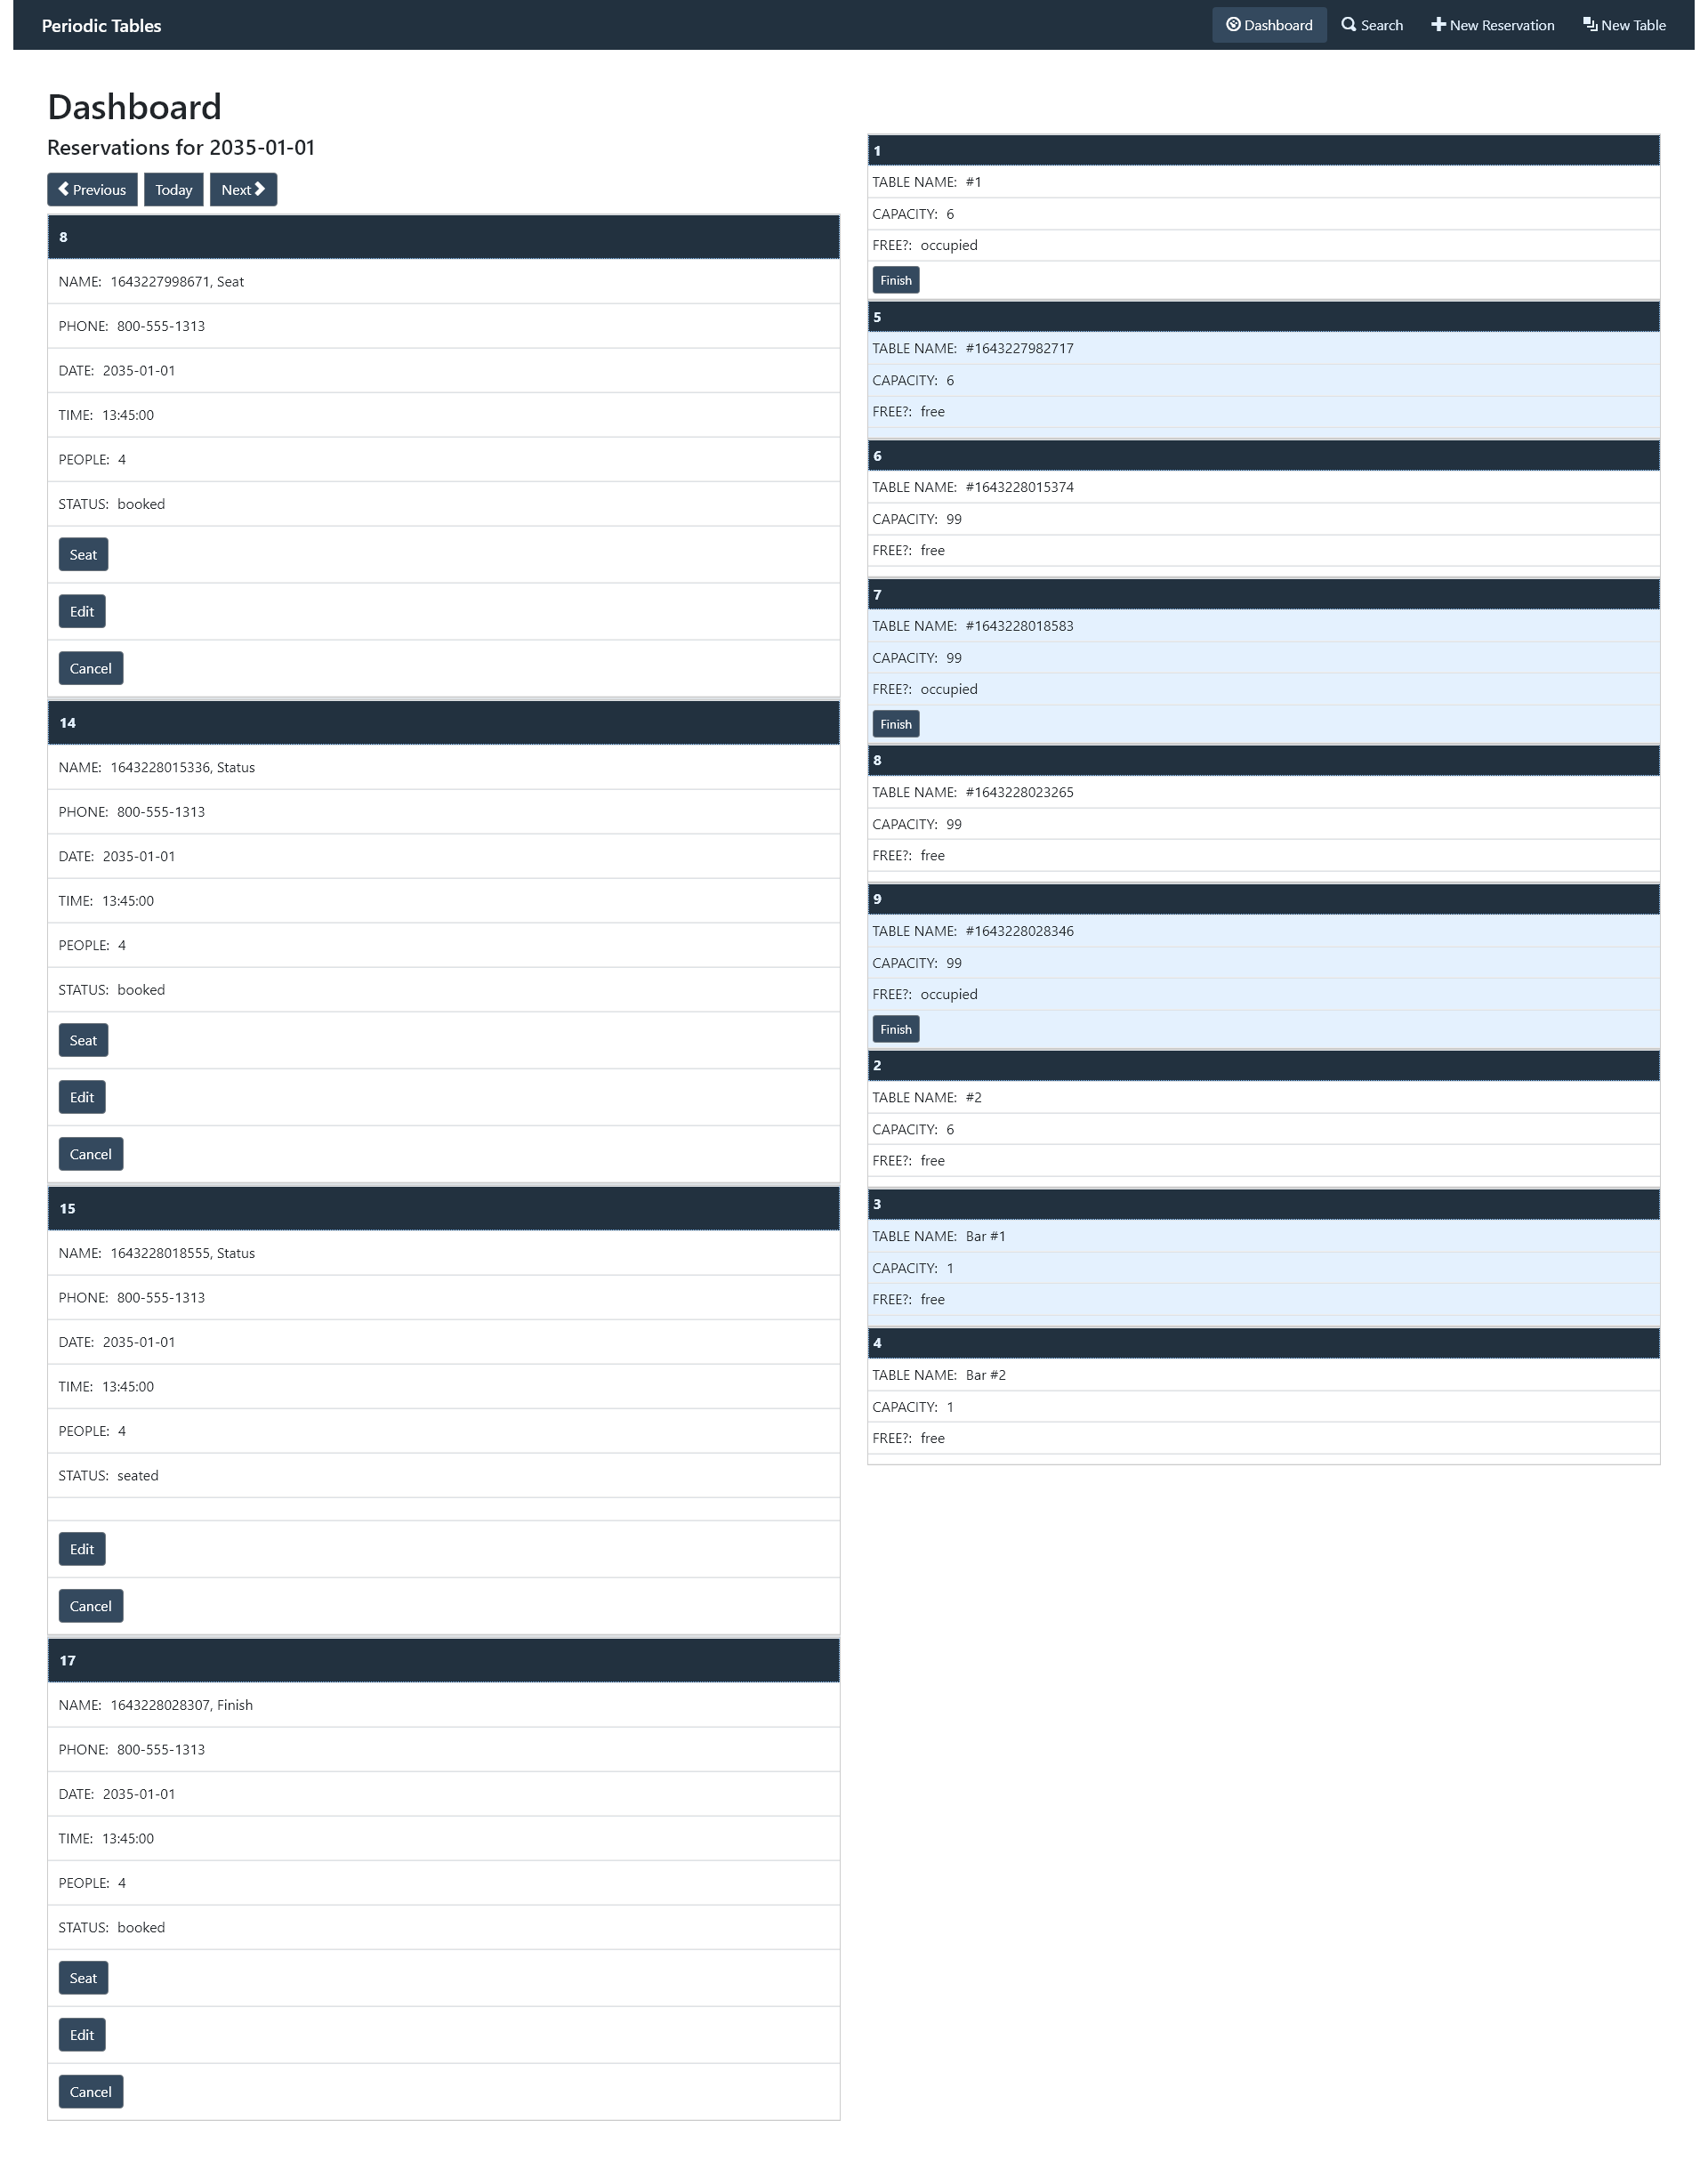 Periodic Tables
Dashboard
Search
New Reservation
New Table
Dashboard
Reservations for 2035-01-01
Previous
Today
Next
8
NAME: 1643227998671, Seat
PHONE: 800-555-1313
DATE: 2035-01-01
TIME: 13:45:00
PEOPLE: 4
STATUS: booked
Seat
Edit
Cancel
14
NAME: 1643228015336, Status
PHONE: 800-555-1313
DATE: 2035-01-01
TIME: 13:45:00
PEOPLE: 4
STATUS: booked
Seat
Edit
Cancel
15
NAME: 1643228018555, Status
PHONE: 800-555-1313
DATE: 2035-01-01
TIME: 13:45:00
PEOPLE: 4
STATUS: seated
Edit
Cancel
17
NAME: 1643228028307, Finish
PHONE: 800-555-1313
DATE: 2035-01-01
TIME: 13:45:00
PEOPLE: 4
STATUS: booked
Seat
Edit
Cancel
1
TABLE NAME: #1
CAPACITY: 6
FREE?: occupied
Finish
5
TABLE NAME: #1643227982717
CAPACITY: 6
FREE?: free
6
TABLE NAME: #1643228015374
CAPACITY: 99
FREE?: free
7
TABLE NAME: #1643228018583
CAPACITY: 99
FREE?: occupied
Finish
8
TABLE NAME: #1643228023265
CAPACITY: 99
FREE?: free
9
TABLE NAME: #1643228028346
CAPACITY: 99
FREE?: occupied
Finish
2
TABLE NAME: #2
CAPACITY: 6
FREE?: free
3
TABLE NAME: Bar #1
CAPACITY: 1
FREE?: free
4
TABLE NAME: Bar #2
CAPACITY: 1
FREE?: free